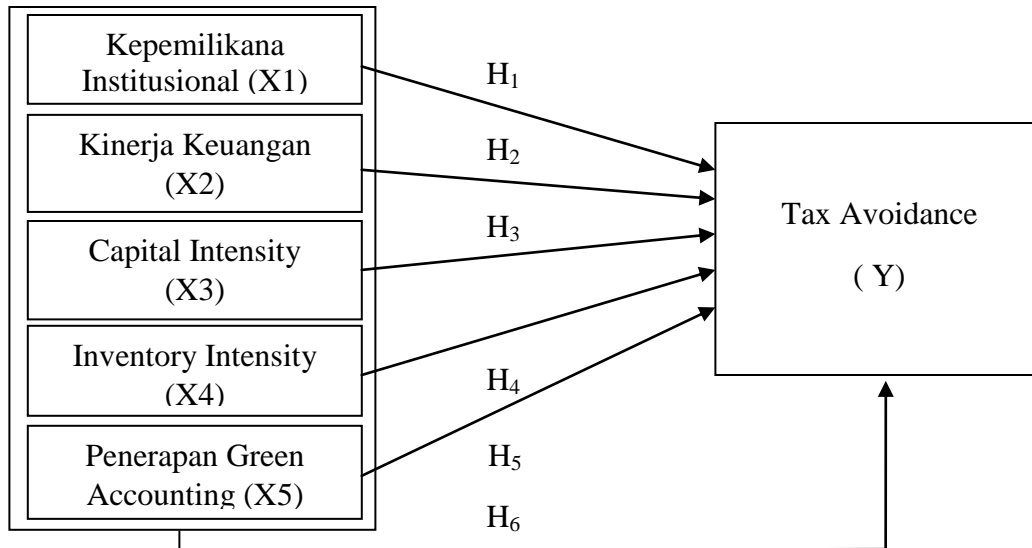 Kepemilikana
Institusional (X1)
Kinerja Keuangan
(X2)
Capital Intensity
(X3)
Inventory Intensity
(X4)
Penerapan Green
Accounting (X5)
H₁
H₂
H₃
H₄
H₅
H₆
Tax Avoidance
( Y)